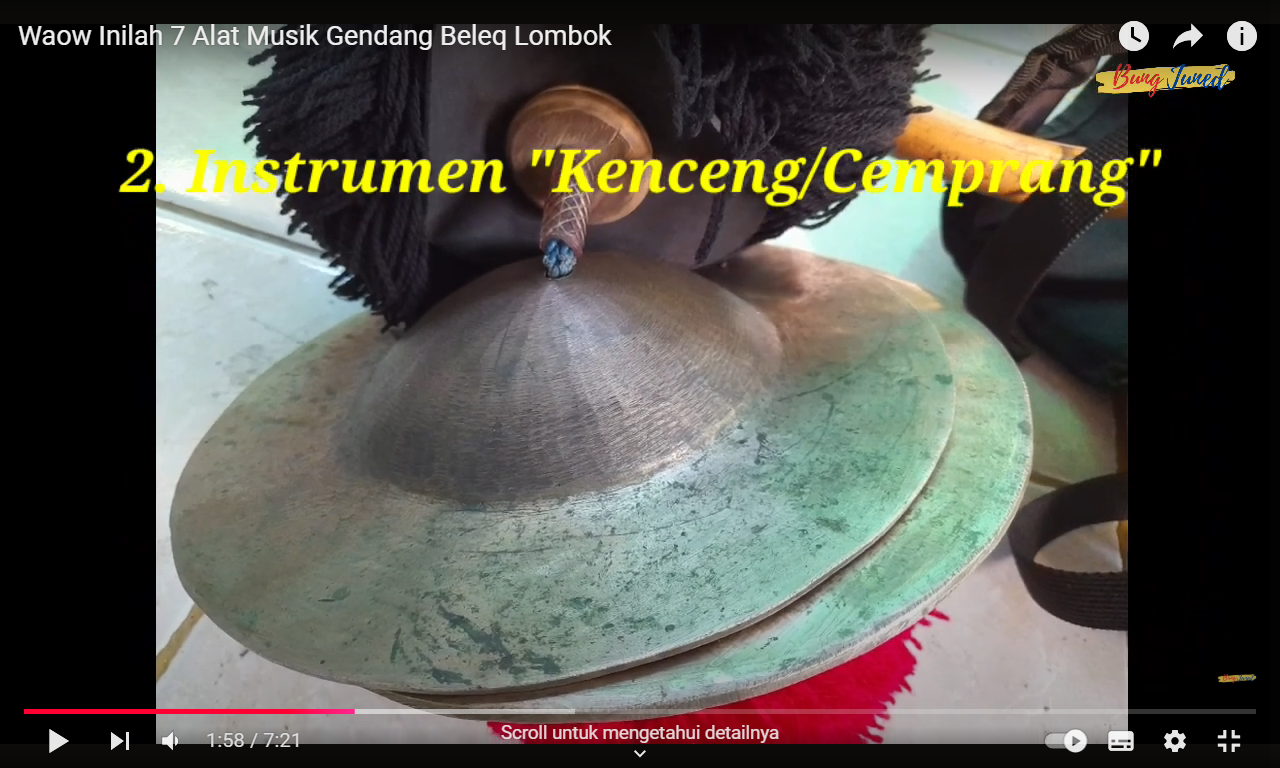 Waow Inilah 7 Alat Musik Gendang Beleq Lombok
Bung Juned
2. Instrumen "Kenceng/Cemprang"
Scroll untuk mengetahui detailnya
1:58 / 7:21